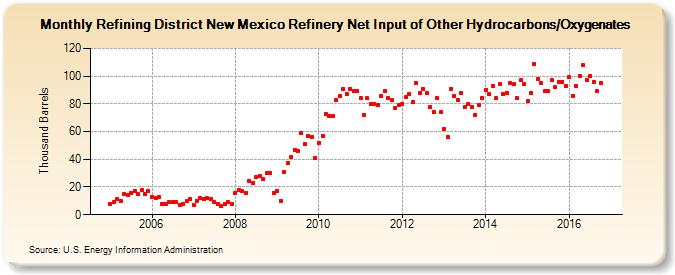 Monthly Refining District New Mexico Refinery Net Input of Other Hydrocarbons/Oxygenates
Thousand Barrels
120
100
80
60
40
20
0
2006 2008 2010 2012 2014 2016
Source: U.S. Energy Information Administration